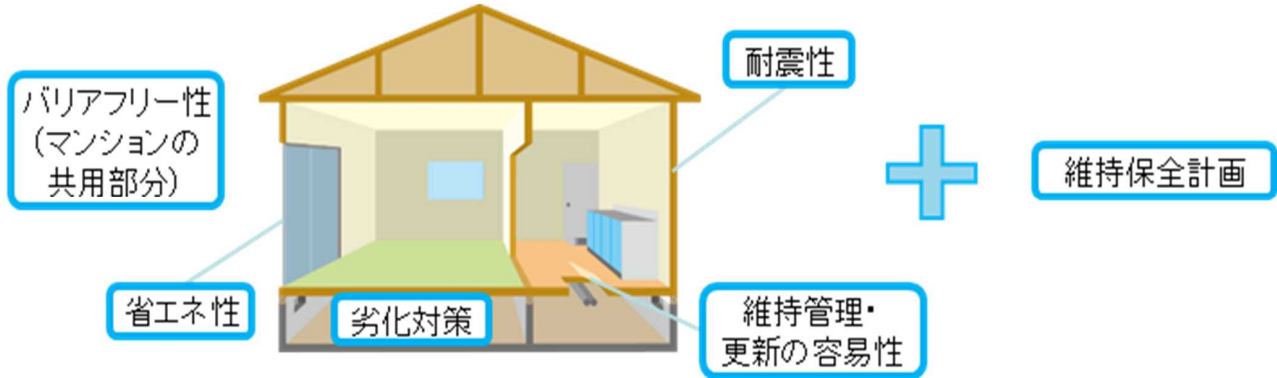 バリアフリー性
(マンションの
共用部分)
耐震性
維持保全計画
省エネ性
劣化対策
維持管理・
更新の容易性